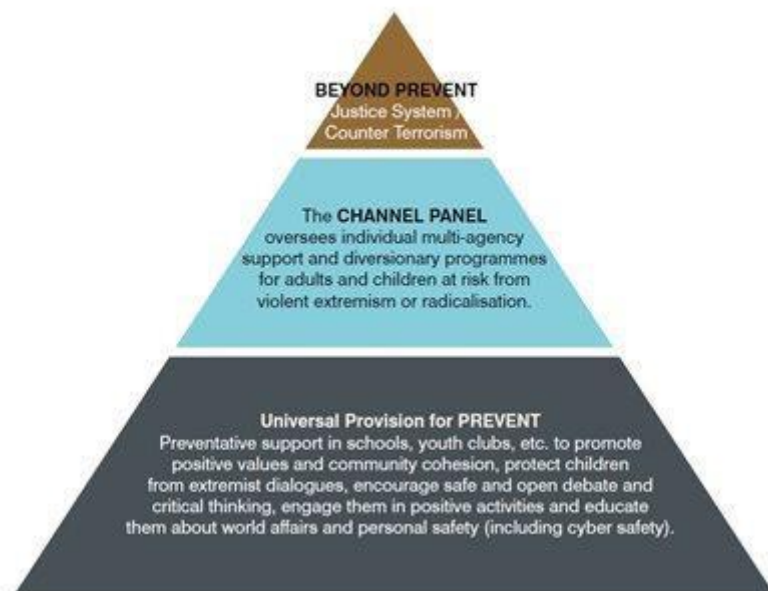 BEYOND PREVENT
Justice System /
Counter Terrorism
The CHANNEL PANEL
oversees individual multi-agency
support and diversionary programmes
for adults and children at risk from
violent extremism or radicalisation.
Universal Provision for PREVENT
Preventative support in schools, youth clubs, etc. to promote
positive values and community cohesion, protect children
from extremist dialogues, encourage safe and open debate and
critical thinking, engage them in positive activities and educate
them about world affairs and personal safety (including cyber safety).